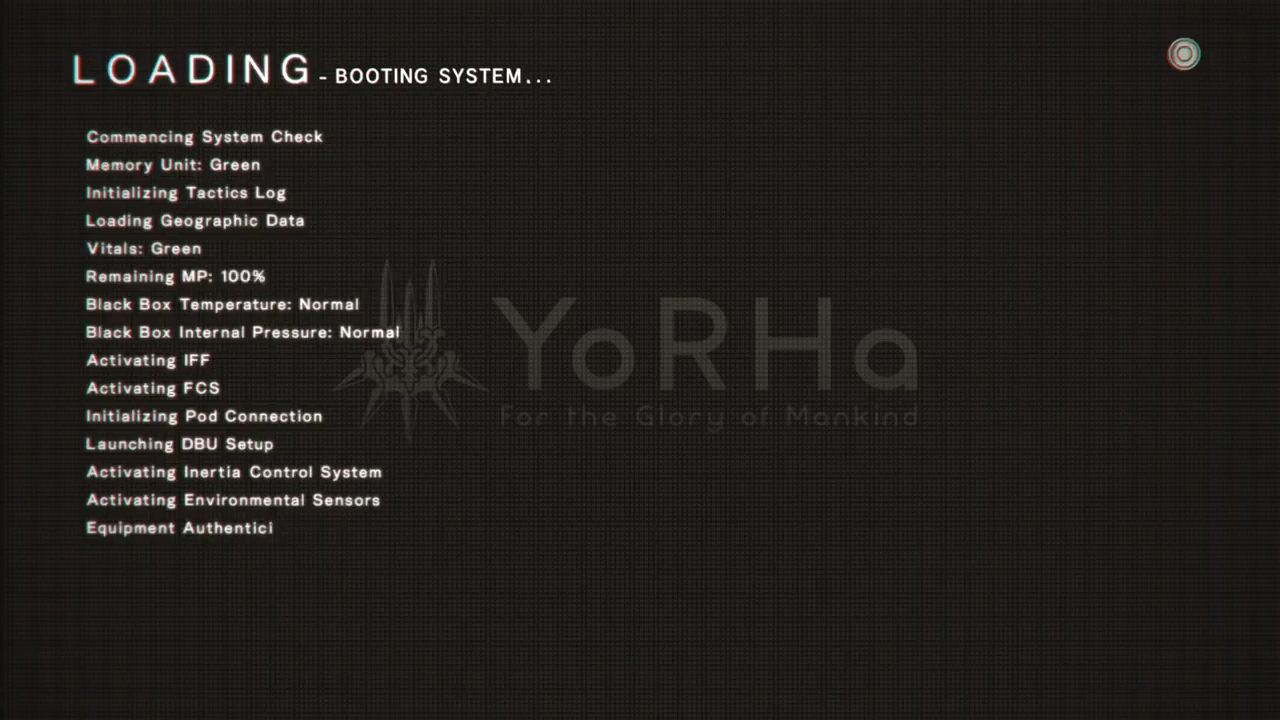 LOADING - BOOTING SYSTEM...
Commencing System Check
Memory Unit: Green
Initializing Tactics Log
Loading Geographic Data
Vitals: Green
Remaining MP: 100%
Black Box Temperature: Normal
Black Box Internal Pressure: Normal
Activating IFF
Activating FCS
Initializing Pod Connection
Launching DBU Setup
Activating Inertia Control System
Activating Environmental Sensors
Equipment Authentici
YoRHa
For the Glory of Mankind